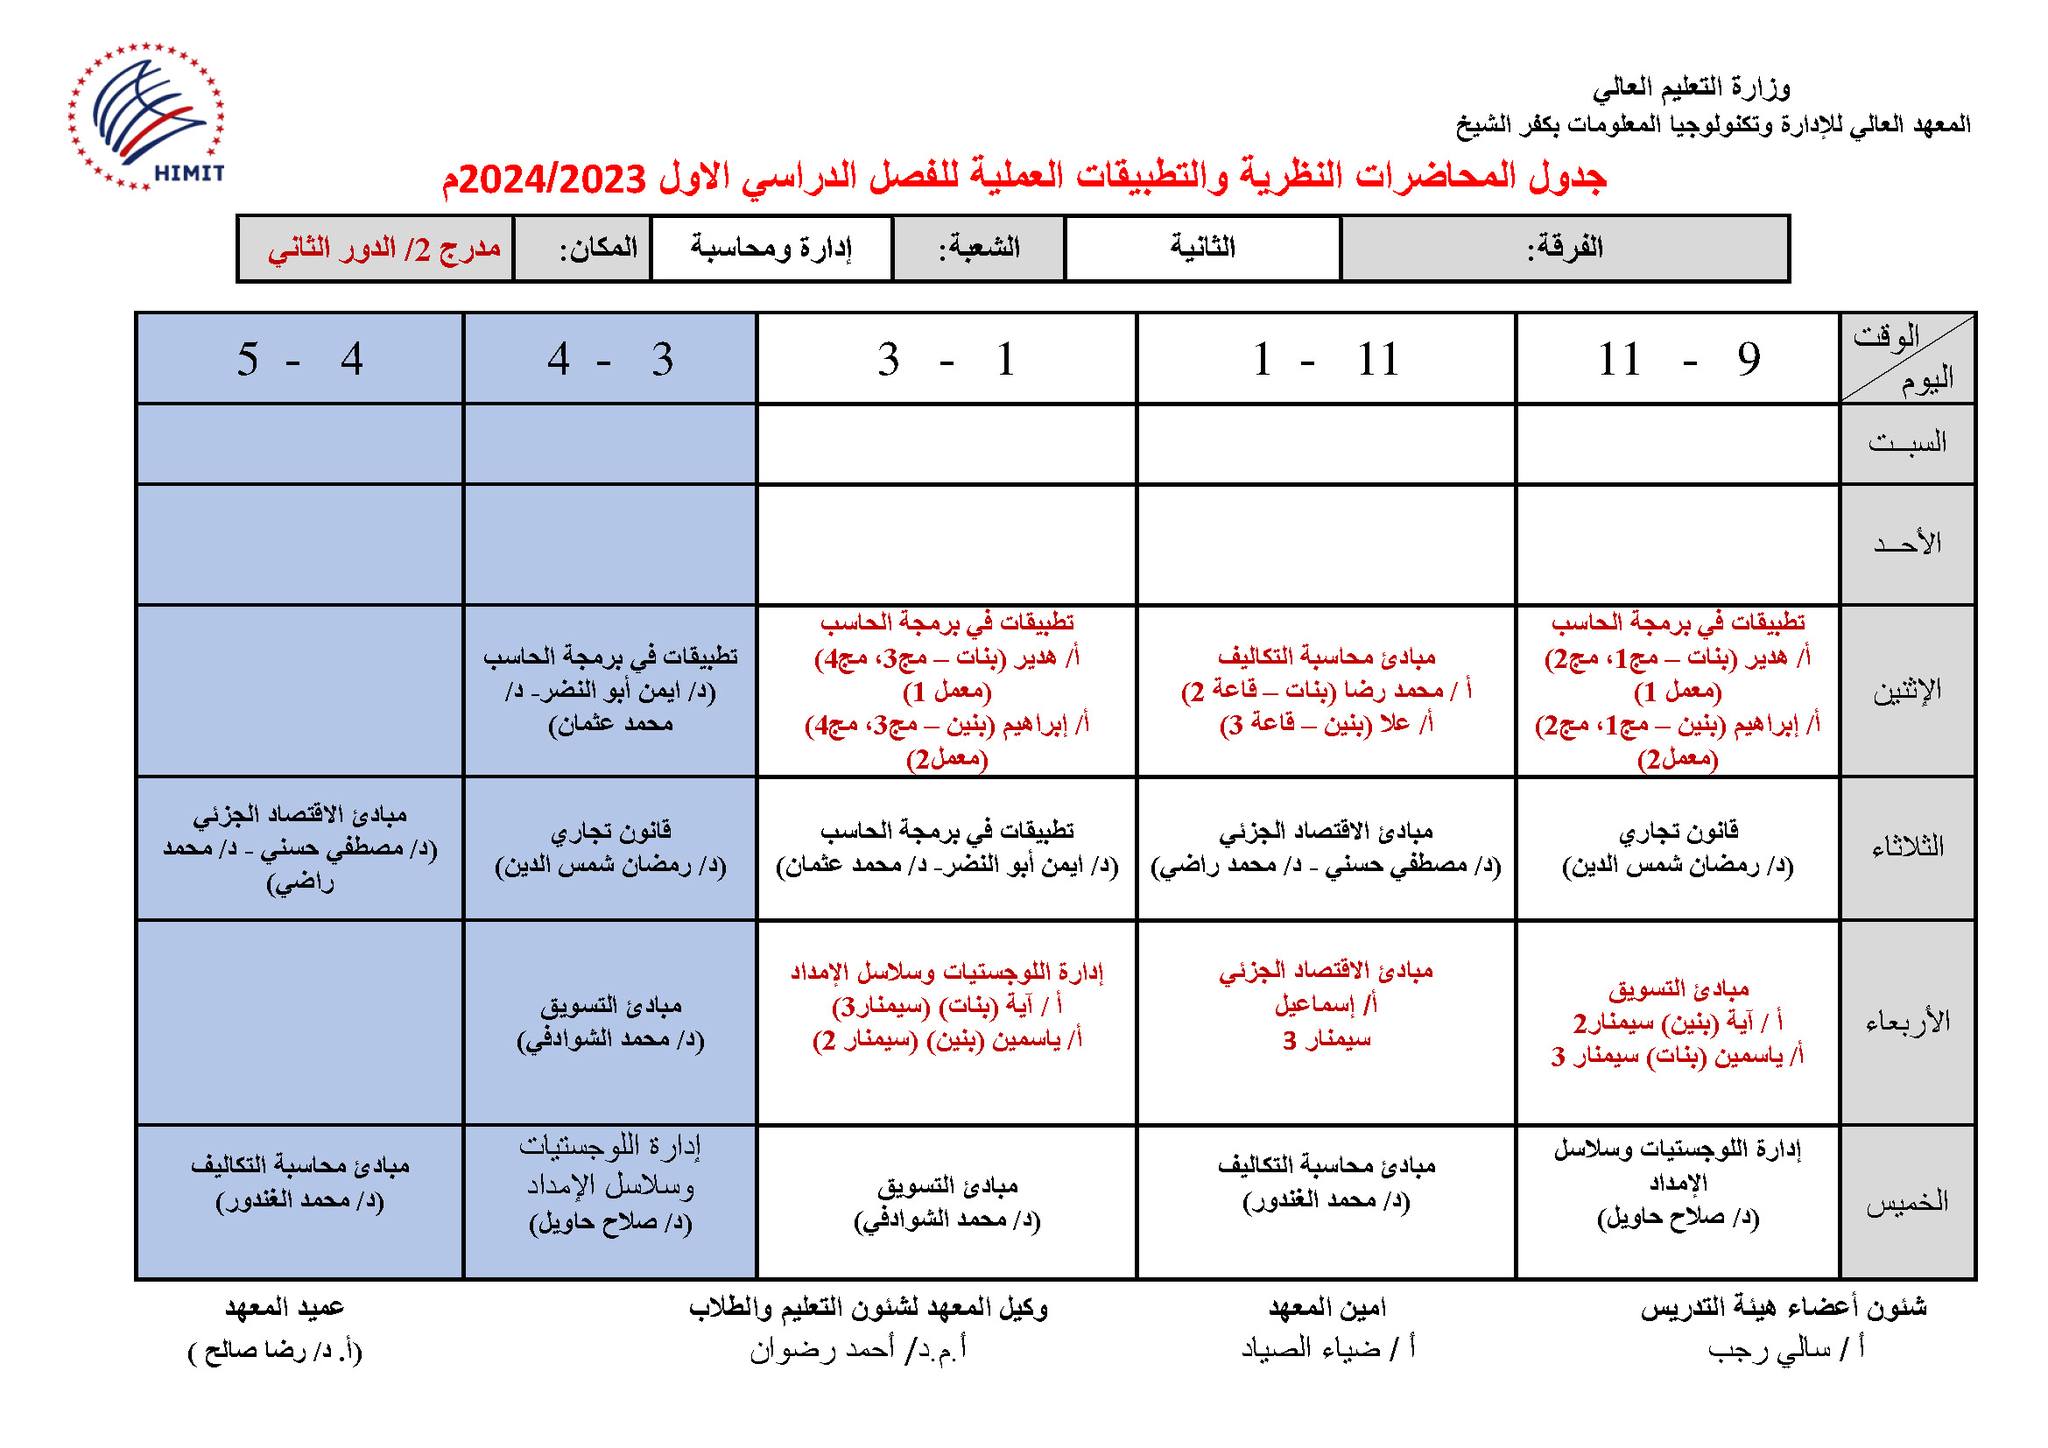 وزارة التعليم العالي
المعهد العالي للإدارة وتكنولوجيا المعلومات بكفر الشيخ
HIMIT
جدول المحاضرات النظرية والتطبيقات العملية للفصل الدراسي الاول 2024/2023م
الفرقة: الثانية الشعبة: إدارة ومحاسبة المكان: مدرج 2/ الدور الثاني
الوقت
اليوم
9 - 11
11 - 1
1 - 3
3 - 4
4 - 5
السبــت
الأحــد
الإثنين
تطبيقات في برمجة الحاسب
أ/ هدير (بنات – مج1، مج2)
(معمل 1)
أ/ إبراهيم (بنين – مج1، مج2)
(معمل2)
مبادئ محاسبة التكاليف
أ / محمد رضا (بنات – قاعة 2)
أ/ علا (بنين – قاعة 3)
تطبيقات في برمجة الحاسب
أ/ هدير (بنات – مج3، مج4)
(معمل 1)
أ/ إبراهيم (بنين – مج3، مج4)
(معمل2)
تطبيقات في برمجة الحاسب
(د/ ايمن أبو النضر- د/
محمد عثمان)
الثلاثاء
قانون تجاري
(د/ رمضان شمس الدين)
مبادئ الاقتصاد الجزئي
(د/ مصطفي حسني - د/ محمد راضي)
تطبيقات في برمجة الحاسب
(د/ ايمن أبو النضر- د/ محمد عثمان)
قانون تجاري
(د/ رمضان شمس الدين)
مبادئ الاقتصاد الجزئي
(د/ مصطفي حسني - د/ محمد
راضي)
الأربعاء
مبادئ التسويق
أ / آية (بنين) سيمنار2
أ/ ياسمين (بنات) سيمنار 3
مبادئ الاقتصاد الجزئي
أ/ إسماعيل
سيمنار 3
إدارة اللوجستيات وسلاسل الإمداد
أ / آية (بنات) (سيمنار3)
أ/ ياسمين (بنين) (سيمنار 2)
مبادئ التسويق
(د/ محمد الشوادفي)
الخميس
إدارة اللوجستيات وسلاسل
الإمداد
(د/ صلاح حاويل)
مبادئ محاسبة التكاليف
(د/ محمد الغندور)
مبادئ التسويق
(د/ محمد الشوادفي)
إدارة اللوجستيات
وسلاسل الإمداد
(د/ صلاح حاويل)
مبادئ محاسبة التكاليف
(د/ محمد الغندور)
شئون أعضاء هيئة التدريس
أ / سالي رجب
امين المعهد
أ / ضياء الصياد
وكيل المعهد لشئون التعليم والطلاب
أ.م.د/ أحمد رضوان
عميد المعهد
(أ. د/ رضا صالح )